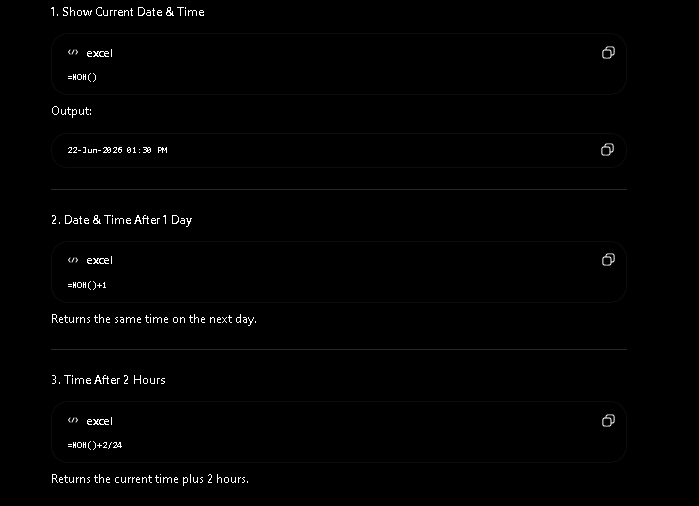 1. Show Current Date & Time
excel
=NOW()
Output:
22-Jun-2026 01:30 PM
2. Date & Time After 1 Day
excel
=NOW()+1
Returns the same time on the next day.
3. Time After 2 Hours
excel
=NOW()+2/24
Returns the current time plus 2 hours.